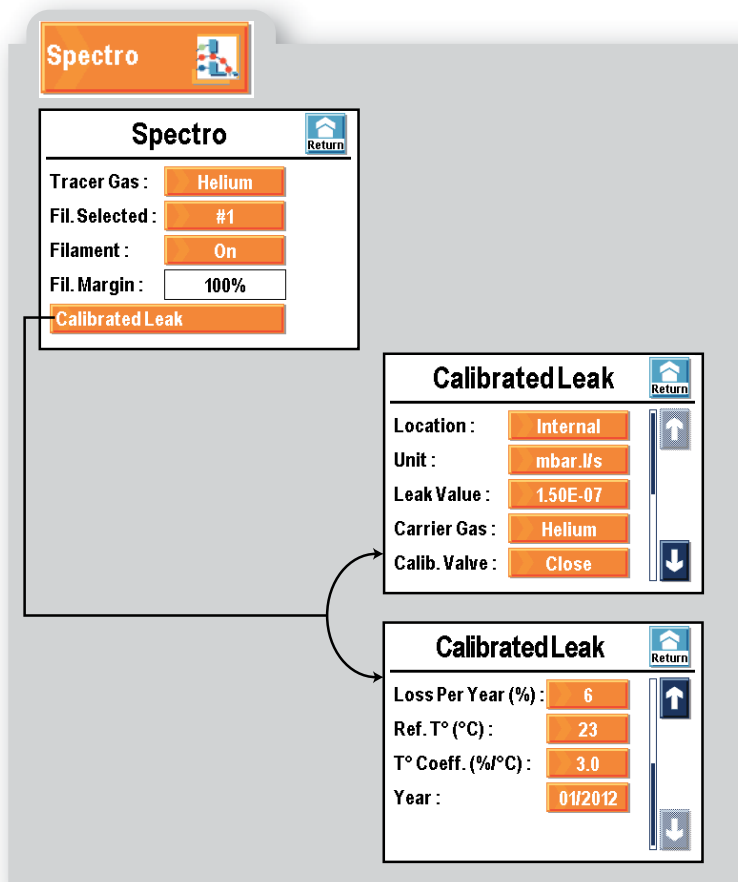 Spectro
Spectro
Return
Tracer Gas : Helium
Fil. Selected : #1
Filament : On
Fil. Margin : 100%
Calibrated Leak
Calibrated Leak
Return
Location : Internal
Unit : mbar.l/s
Leak Value : 1.50E-07
Carrier Gas : Helium
Calib. Valve : Close
Calibrated Leak
Return
Loss Per Year (%) : 6
Ref. T° (°C) : 23
T° Coeff. (%/°C) : 3.0
Year : 01/2012